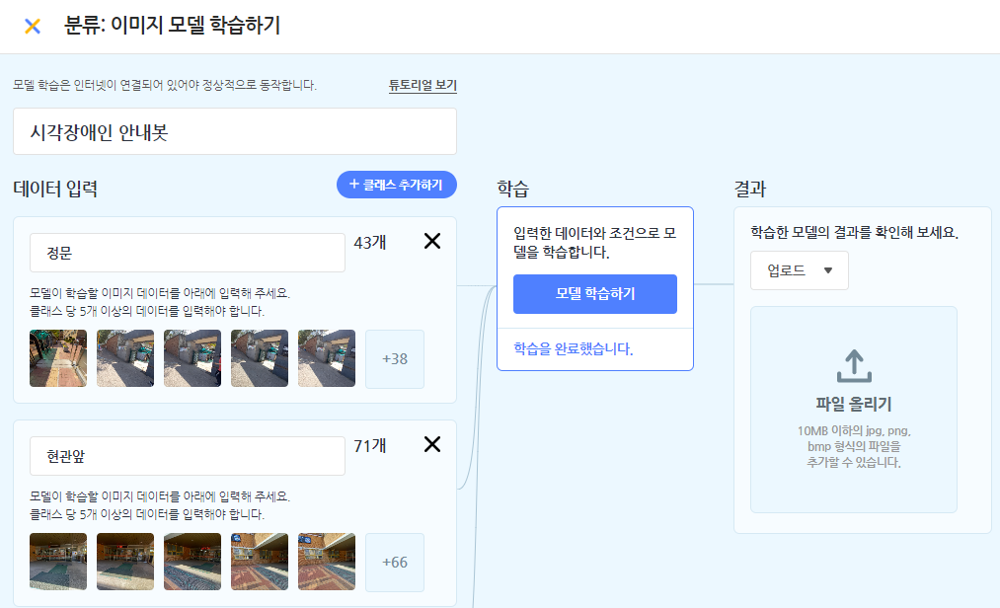 분류: 이미지 모델 학습하기
모델 학습은 인터넷이 연결되어 있어야 정상적으로 동작합니다.
튜토리얼 보기
시각장애인 안내봇
데이터 입력
+ 클래스 추가하기
정문
43개
모델이 학습할 이미지 데이터를 아래에 입력해 주세요.
클래스 당 5개 이상의 데이터를 입력해야 합니다.
+38
현관앞
71개
모델이 학습할 이미지 데이터를 아래에 입력해 주세요.
클래스 당 5개 이상의 데이터를 입력해야 합니다.
+66
학습
입력한 데이터와 조건으로 모
델을 학습합니다.
모델 학습하기
학습을 완료했습니다.
결과
학습한 모델의 결과를 확인해 보세요.
업로드
파일 올리기
10MB 이하의 jpg, png,
bmp 형식의 파일을
추가할 수 있습니다.